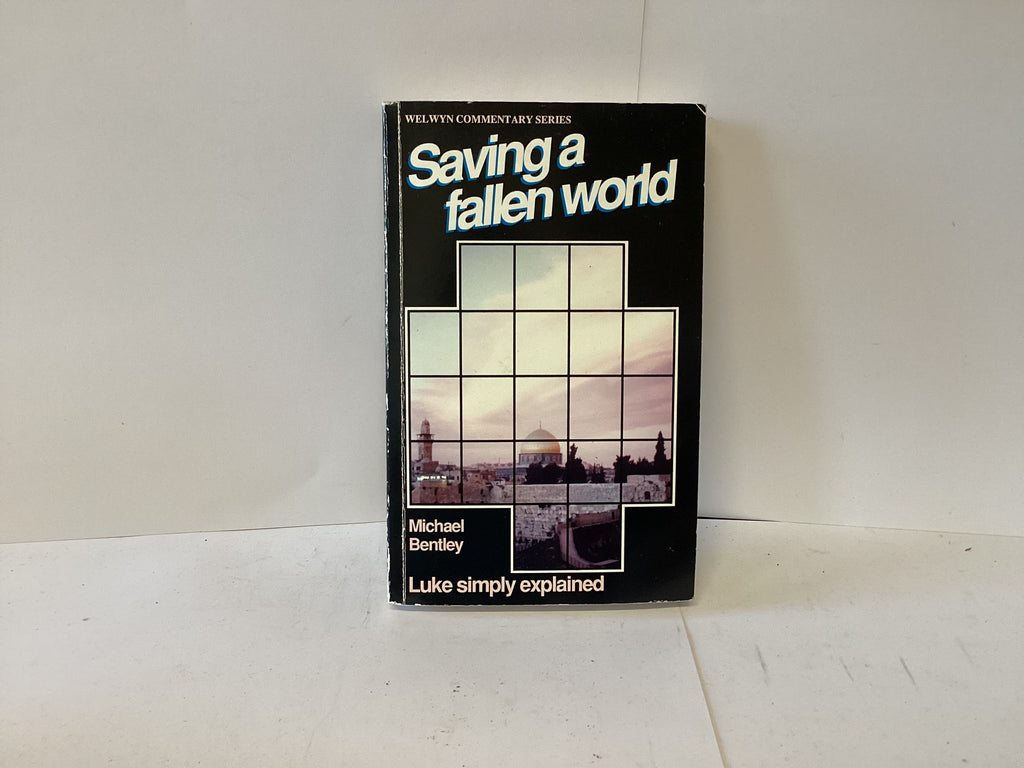 WELWYN COMMENTARY SERIES
Saving a
fallen world
Michael
Bentley
Luke simply explained